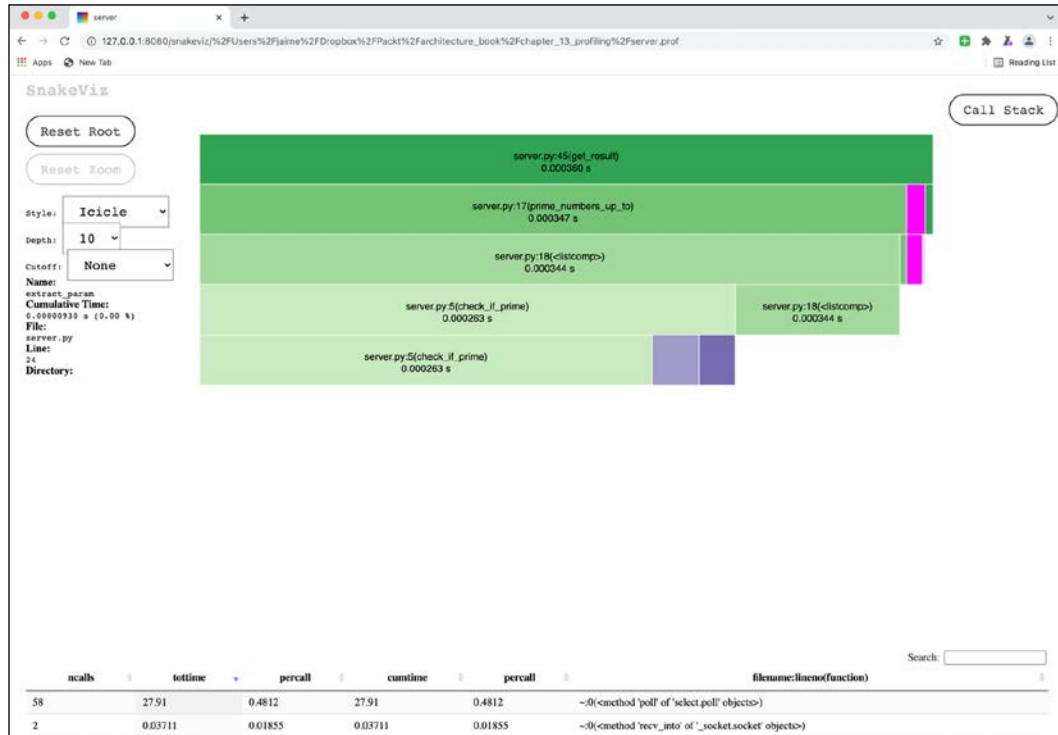 server
127.0.0.1:8080/snakeviz/%2FUsers%2Fjaime%2FDropbox%2FPackt%2Farchitecture_book%2Fchapter_13_profiling%2Fserver.prof
Apps New Tab Reading List
SnakeViz
Call Stack
Reset Root
Reset Zoom
Style: Icicle
Depth: 10
Cutoff: None
Name:
extract_param
Cumulative Time:
0.00000930 s (0.00 %)
File:
server.py
Line:
24
Directory:
server.py:45(get_result)
0.000360 s
server.py:17(prime_numbers_up_to)
0.000347 s
server.py:18(<listcomp>)
0.000344 s
server.py:5(check_if_prime)
0.000263 s
server.py:18(<listcomp>)
0.000344 s
server.py:5(check_if_prime)
0.000263 s
Search:
ncalls tottime percall cumtime percall filename:lineno(function)
58 27.91 0.4812 27.91 0.4812 ~:0(<method 'poll' of 'select.poll' objects>)
2 0.03711 0.01855 0.03711 0.01855 ~:0(<method 'recv_into' of '_socket.socket' objects>)